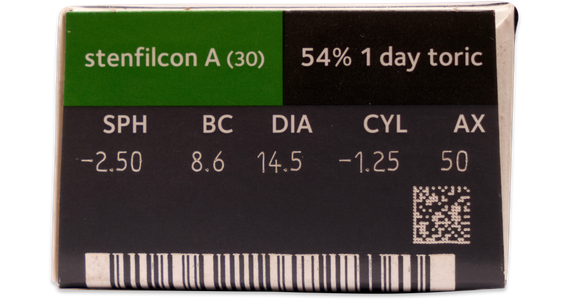 stenfilcon A (30) 54% 1 day toric
SPH BC DIA CYL AX
-2.50 8.6 14.5 -1.25 50